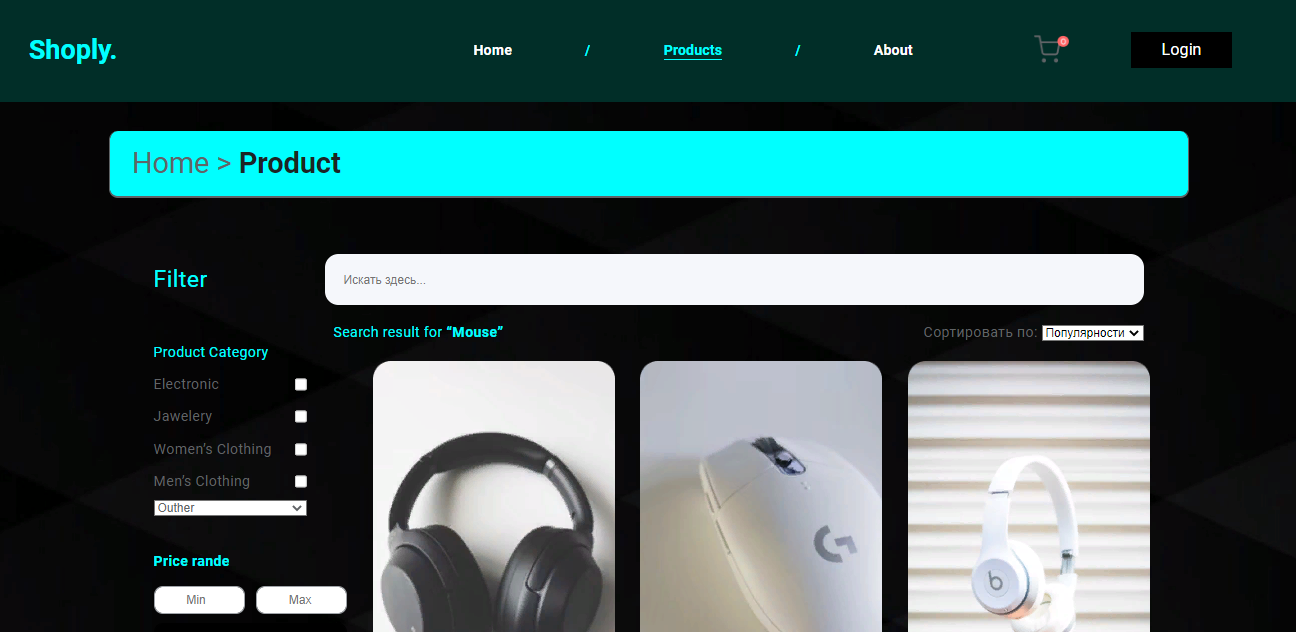 Shoply.
Home / Products / About
0
Login
Home > Product
Filter
Искать здесь...
Search result for “Mouse”
Сортировать по: Популярности
Product Category
Electronic
Jawelery
Women’s Clothing
Men’s Clothing
Outher
Price rande
Min Max
G
b